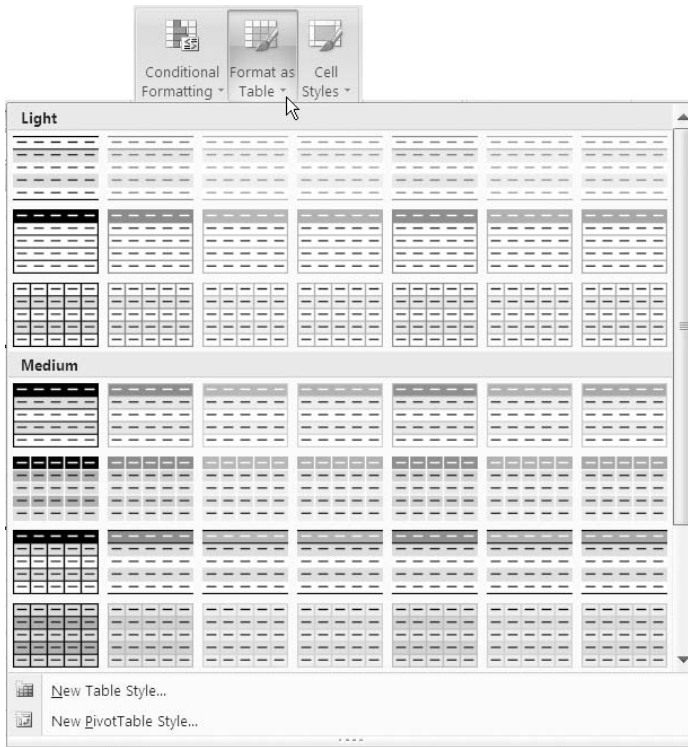 Conditional Format as Cell
Formatting Table Styles
Light
Medium
New Table Style...
New PivotTable Style...